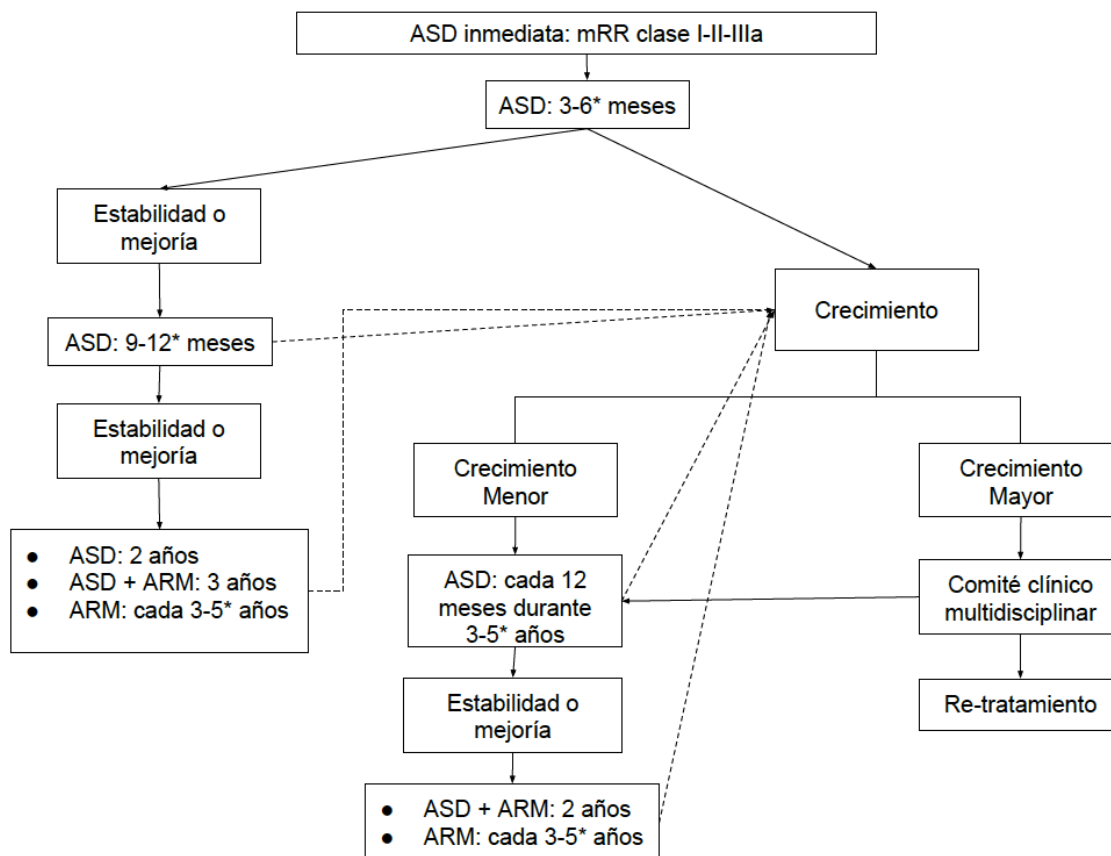 ASD inmediata: mRR clase I-II-IIIa
ASD: 3-6* meses
Estabilidad o
mejoría
ASD: 9-12* meses
Estabilidad o
mejoría
● ASD: 2 años
● ASD + ARM: 3 años
● ARM: cada 3-5* años
Crecimiento
Crecimiento
Menor
ASD: cada 12
meses durante
3-5* años
Estabilidad o
mejoría
● ASD + ARM: 2 años
● ARM: cada 3-5* años
Crecimiento
Mayor
Comité clínico
multidisciplinar
Re-tratamiento